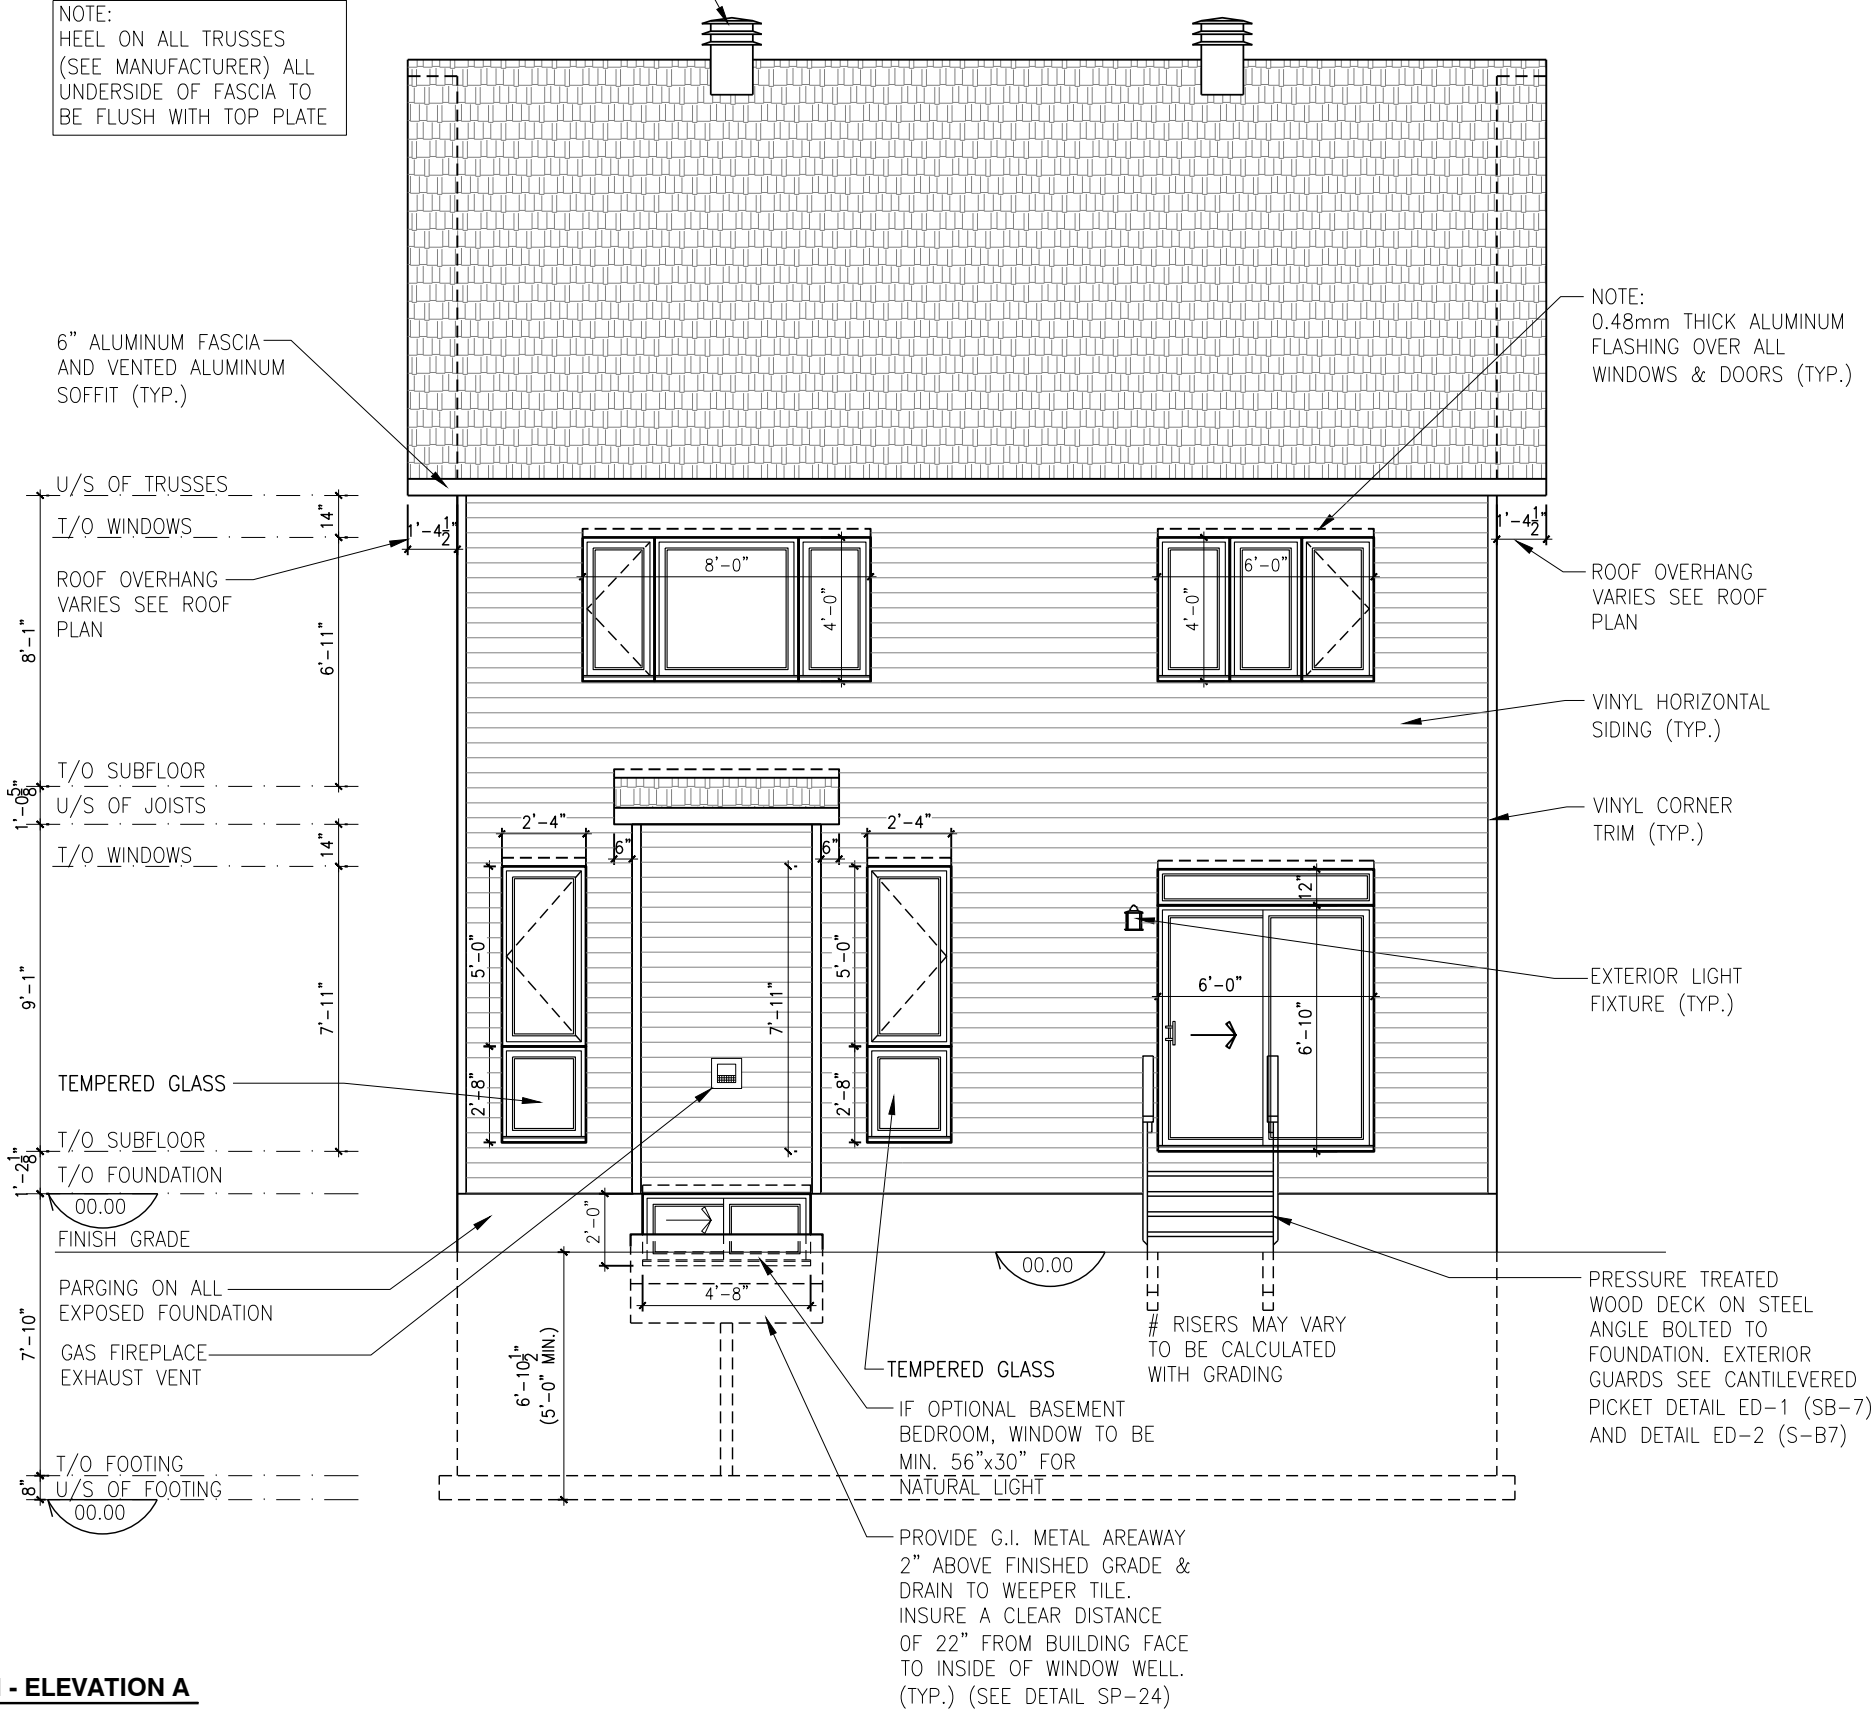 NOTE:
HEEL ON ALL TRUSSES
(SEE MANUFACTURER) ALL
UNDERSIDE OF FASCIA TO
BE FLUSH WITH TOP PLATE
6" ALUMINUM FASCIA
AND VENTED ALUMINUM
SOFFIT (TYP.)
NOTE:
0.48mm THICK ALUMINUM
FLASHING OVER ALL
WINDOWS & DOORS (TYP.)
U/S OF TRUSSES
14"
T/O WINDOWS
1'-4½"
1'-4½"
ROOF OVERHANG
VARIES SEE ROOF
PLAN
8'-0"
4'-0"
6'-0"
4'-0"
ROOF OVERHANG
VARIES SEE ROOF
PLAN
8'-1"
6'-11"
VINYL HORIZONTAL
SIDING (TYP.)
T/O SUBFLOOR
1'-0⅝"
U/S OF JOISTS
14"
T/O WINDOWS
2'-4"
6"
6"
2'-4"
VINYL CORNER
TRIM (TYP.)
12"
9'-1"
7'-11"
5'-0"
7'-11"
5'-0"
6'-0"
6'-10"
EXTERIOR LIGHT
FIXTURE (TYP.)
TEMPERED GLASS
2'-8"
2'-8"
T/O SUBFLOOR
1'-2⅛"
T/O FOUNDATION
00.00
FINISH GRADE
2'-0"
00.00
PARGING ON ALL
EXPOSED FOUNDATION
4'-8"
GAS FIREPLACE
EXHAUST VENT
7'-10"
6'-10½"
(5'-0" MIN.)
# RISERS MAY VARY
TO BE CALCULATED
WITH GRADING
PRESSURE TREATED
WOOD DECK ON STEEL
ANGLE BOLTED TO
FOUNDATION. EXTERIOR
GUARDS SEE CANTILEVERED
PICKET DETAIL ED-1 (SB-7)
AND DETAIL ED-2 (S-B7)
TEMPERED GLASS
IF OPTIONAL BASEMENT
BEDROOM, WINDOW TO BE
MIN. 56"x30" FOR
NATURAL LIGHT
T/O FOOTING
8"
U/S OF FOOTING
00.00
PROVIDE G.I. METAL AREAWAY
2" ABOVE FINISHED GRADE &
DRAIN TO WEEPER TILE.
INSURE A CLEAR DISTANCE
OF 22" FROM BUILDING FACE
TO INSIDE OF WINDOW WELL.
(TYP.) (SEE DETAIL SP-24)
- ELEVATION A